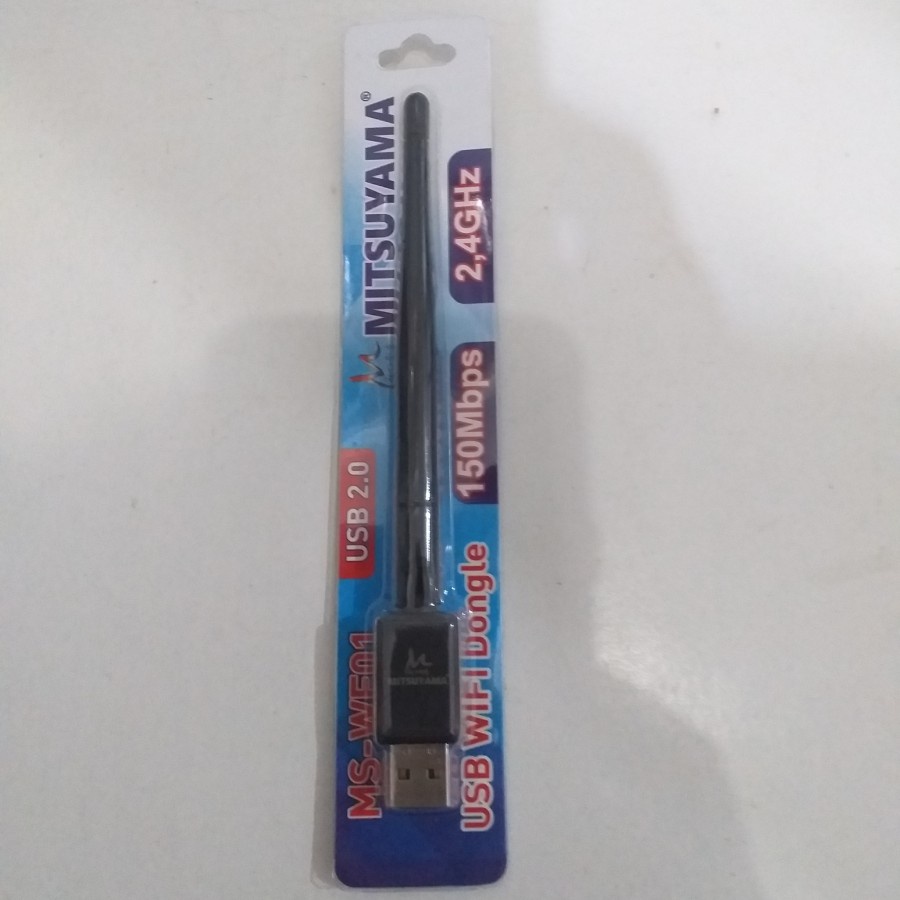 MITSUYAMA®
2,4GHz
150Mbps
USB 2.0
MS-WF01
USB WIFI Dongle
MITSUYAMA